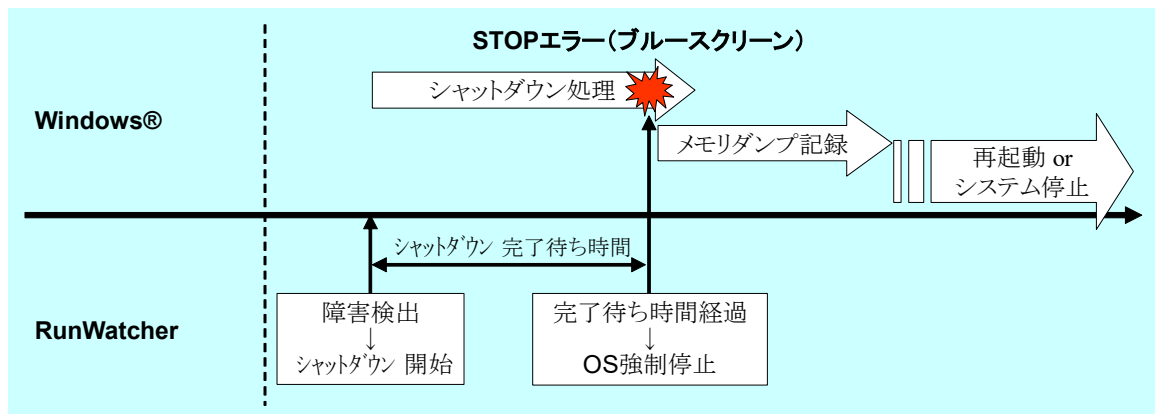 STOPエラー（ブルースクリーン）
シャットダウン処理
Windows®
メモリダンプ記録
再起動 or
システム停止
ｼｬｯﾄﾀﾞｳﾝ 完了待ち時間
RunWatcher
障害検出
↓
ｼｬｯﾄﾀﾞｳﾝ 開始
完了待ち時間経過
↓
OS強制停止